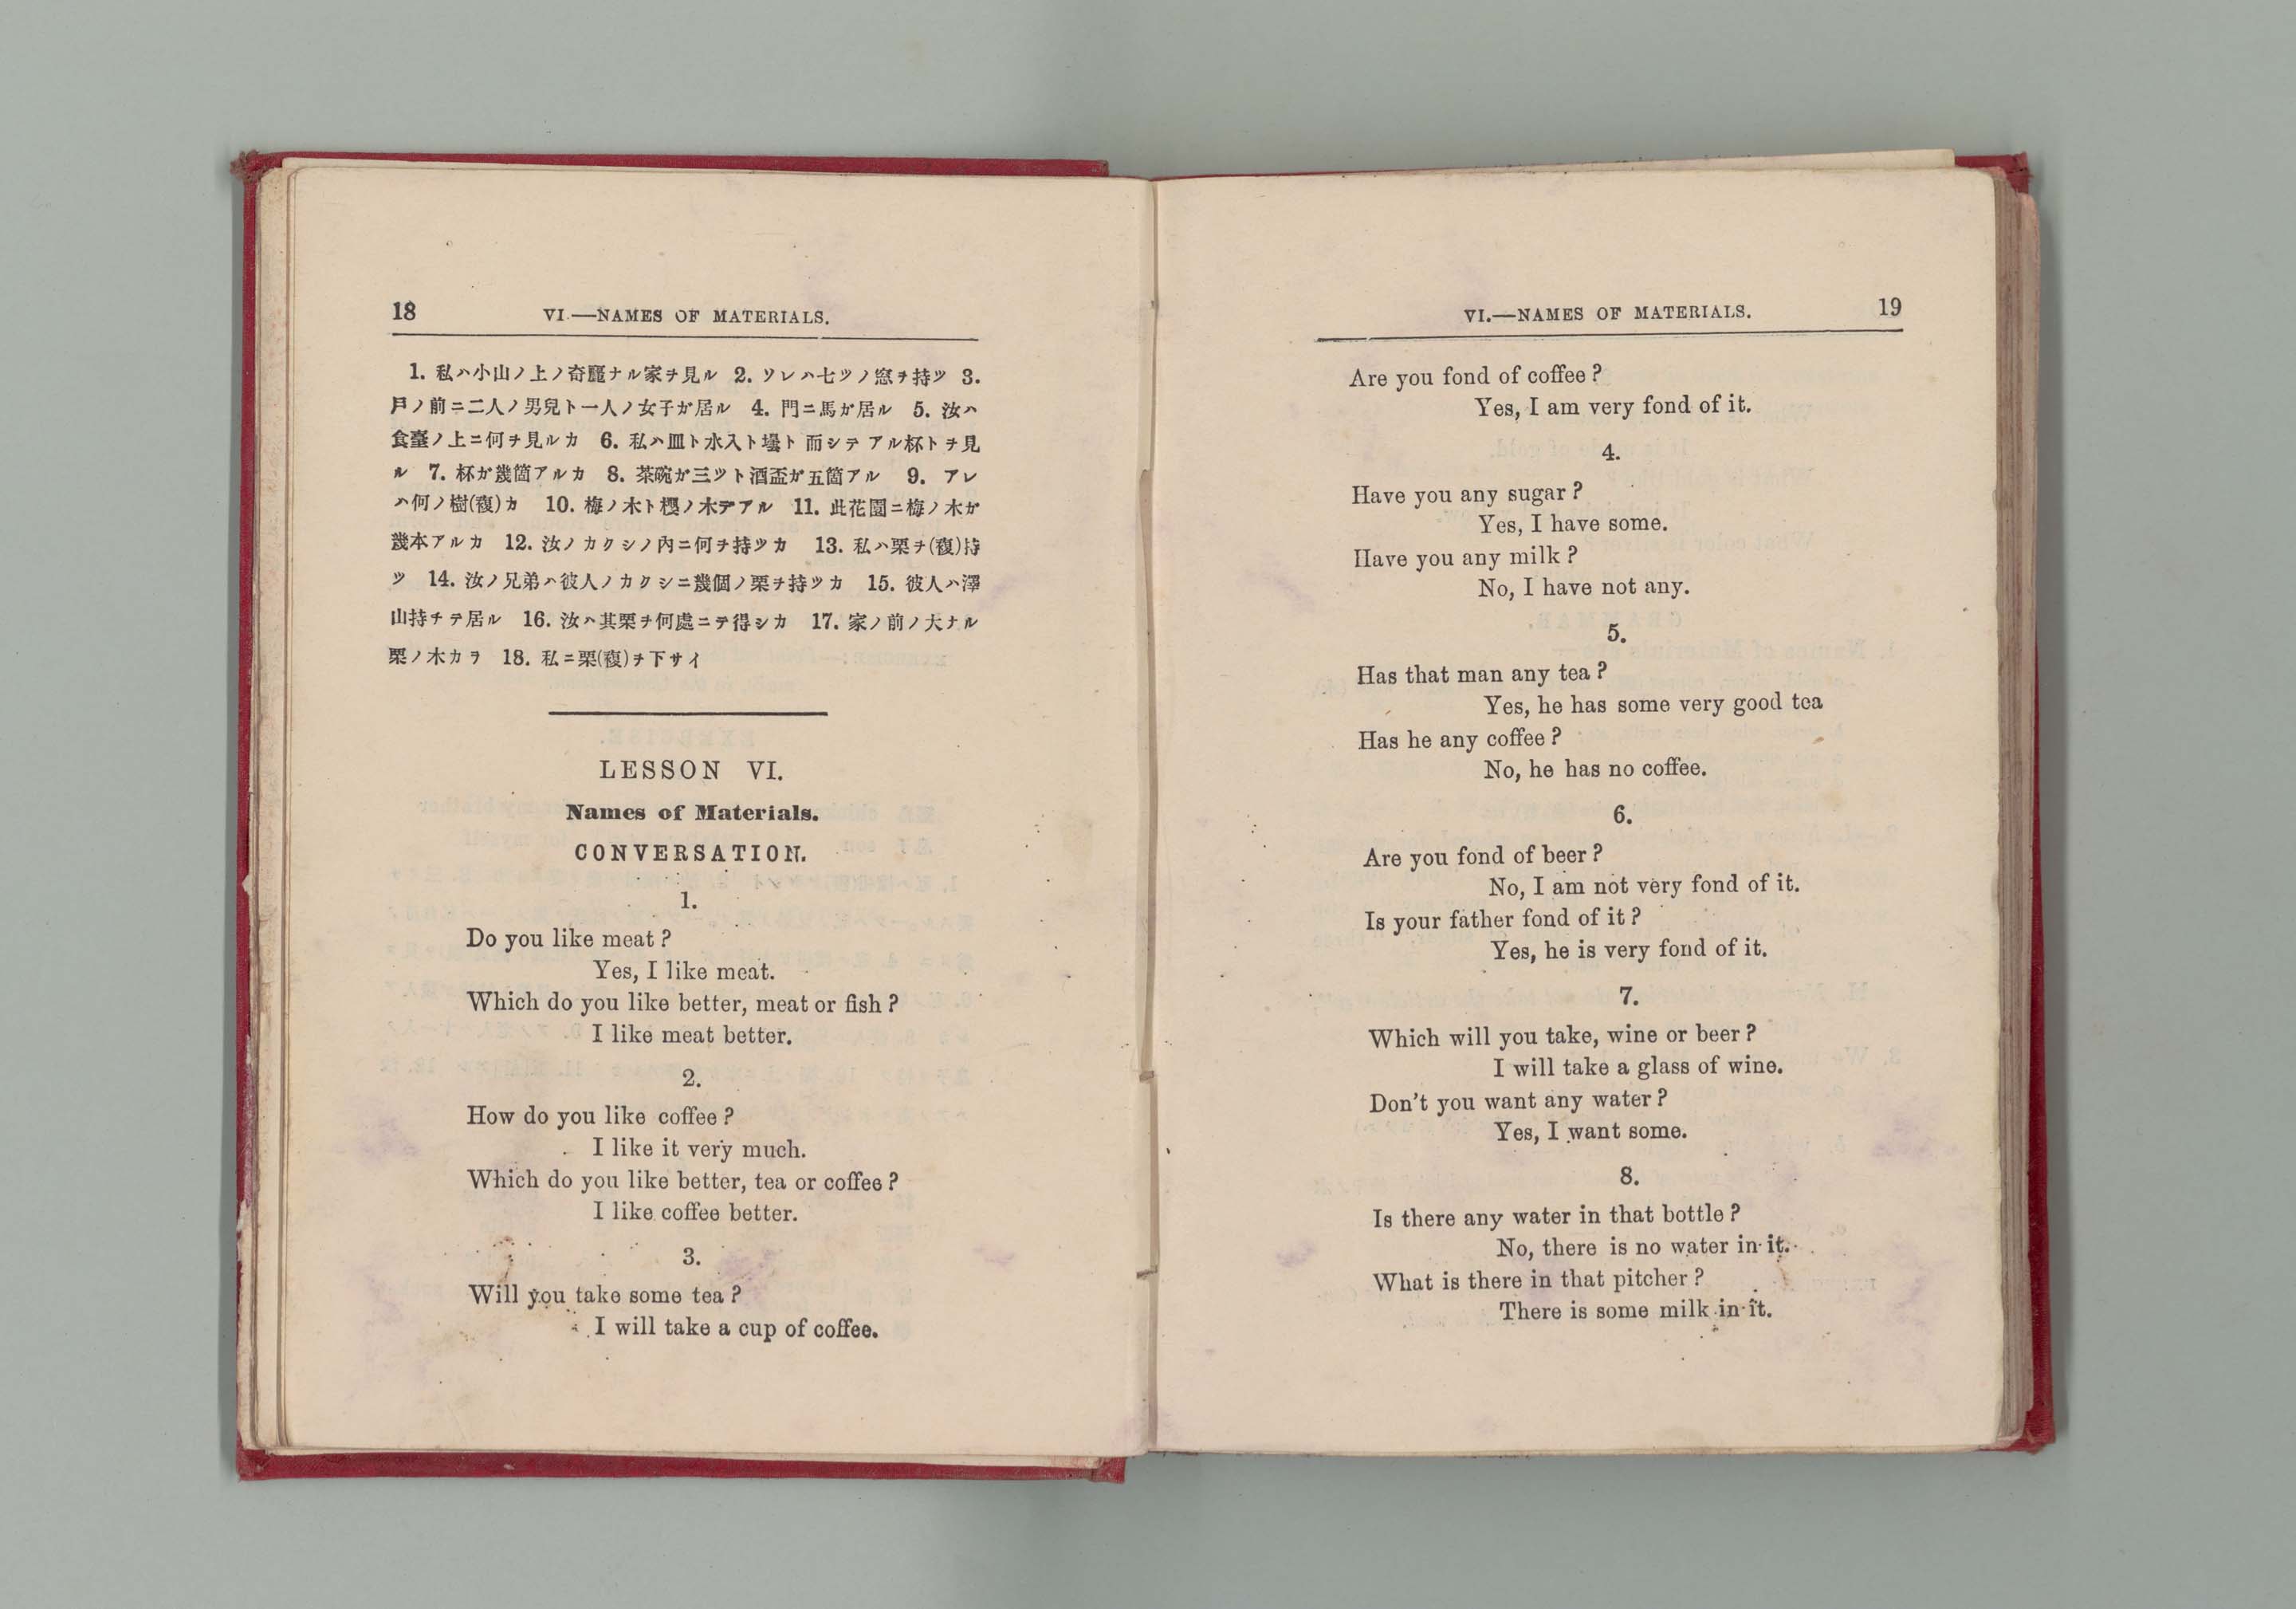 18 VI.—NAMES OF MATERIALS.
1. 私ハ小山ノ上ノ奇麗ナル家ヲ見ル 2. ソレハ七ツノ窓ヲ持ツ 3.
戸ノ前ニ二人ノ男兒ト一人ノ女子ガ居ル 4. 門ニ馬ガ居ル 5. 汝ハ
食臺ノ上ニ何ヲ見ルカ 6. 私ハ皿ト水入ト壜ト而シテアル杯トヲ見
ル 7. 杯ガ幾箇アルカ 8. 茶碗ガ三ツト酒盃ガ五箇アル 9. アレ
ハ何ノ樹(複)カ 10. 梅ノ木ト櫻ノ木デアル 11. 此花園ニ梅ノ木ガ
幾本アルカ 12. 汝ノカクシノ內ニ何ヲ持ツカ 13. 私ハ栗ヲ(複)持
ツ 14. 汝ノ兄弟ハ彼人ノカクシニ幾個ノ栗ヲ持ツカ 15. 彼人ハ澤
山持チテ居ル 16. 汝ハ其栗ヲ何處ニテ得シカ 17. 家ノ前ノ大ナル
栗ノ木カラ 18. 私ニ栗(複)ヲ下サイ
LESSON VI.
Names of Materials.
CONVERSATION.
1.
Do you like meat ?
Yes, I like meat.
Which do you like better, meat or fish ?
I like meat better.
2.
How do you like coffee ?
I like it very much.
Which do you like better, tea or coffee ?
I like coffee better.
3.
Will you take some tea ?
I will take a cup of coffee.
VI.—NAMES OF MATERIALS. 19
Are you fond of coffee ?
Yes, I am very fond of it.
4.
Have you any sugar ?
Yes, I have some.
Have you any milk ?
No, I have not any.
5.
Has that man any tea ?
Yes, he has some very good tea
Has he any coffee ?
No, he has no coffee.
6.
Are you fond of beer ?
No, I am not very fond of it.
Is your father fond of it ?
Yes, he is very fond of it.
7.
Which will you take, wine or beer ?
I will take a glass of wine.
Don't you want any water ?
Yes, I want some.
8.
Is there any water in that bottle ?
No, there is no water in it.
What is there in that pitcher ?
There is some milk in it.